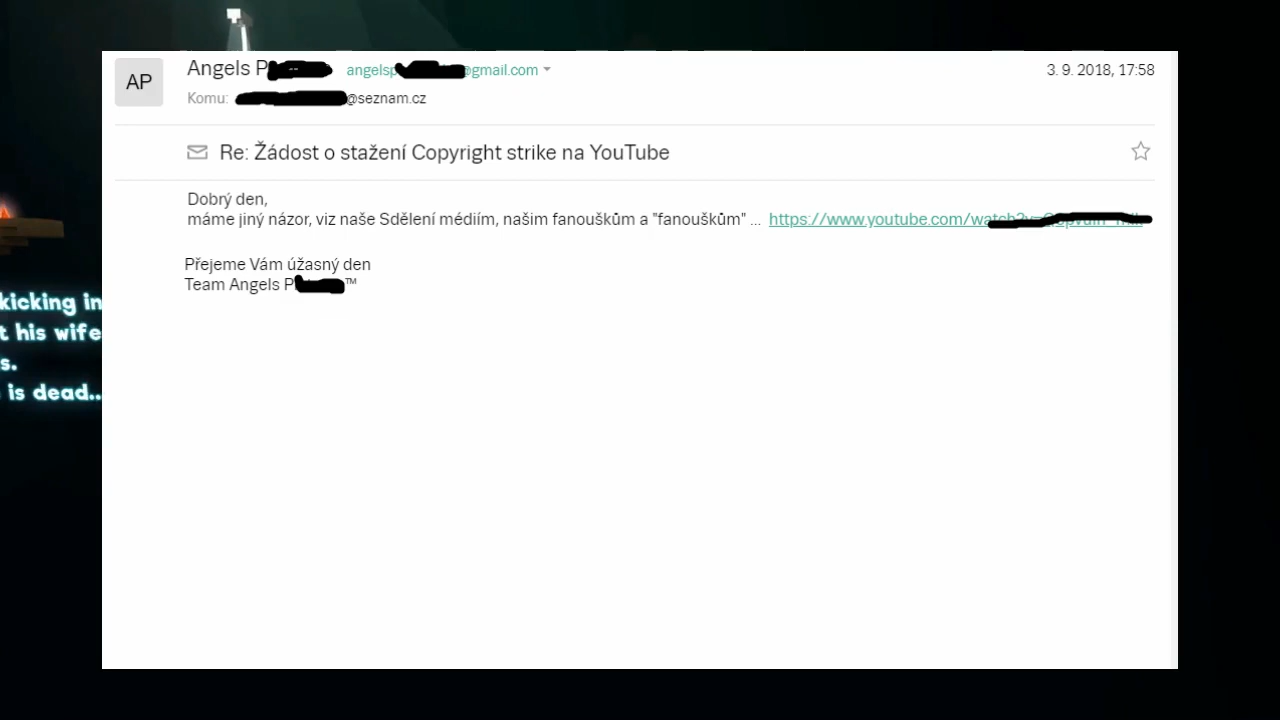 AP
Angels P angelsp @gmail.com
3. 9. 2018, 17:58
Komu: @seznam.cz
Re: Žádost o stažení Copyright strike na YouTube
Dobrý den,
máme jiný názor, viz naše Sdělení médiím, našim fanouškům a "fanouškům" ... https://www.youtube.com/watch?v=
Přejeme Vám úžasný den
Team Angels P ™
kicking in
t his wife
s.
is dead..